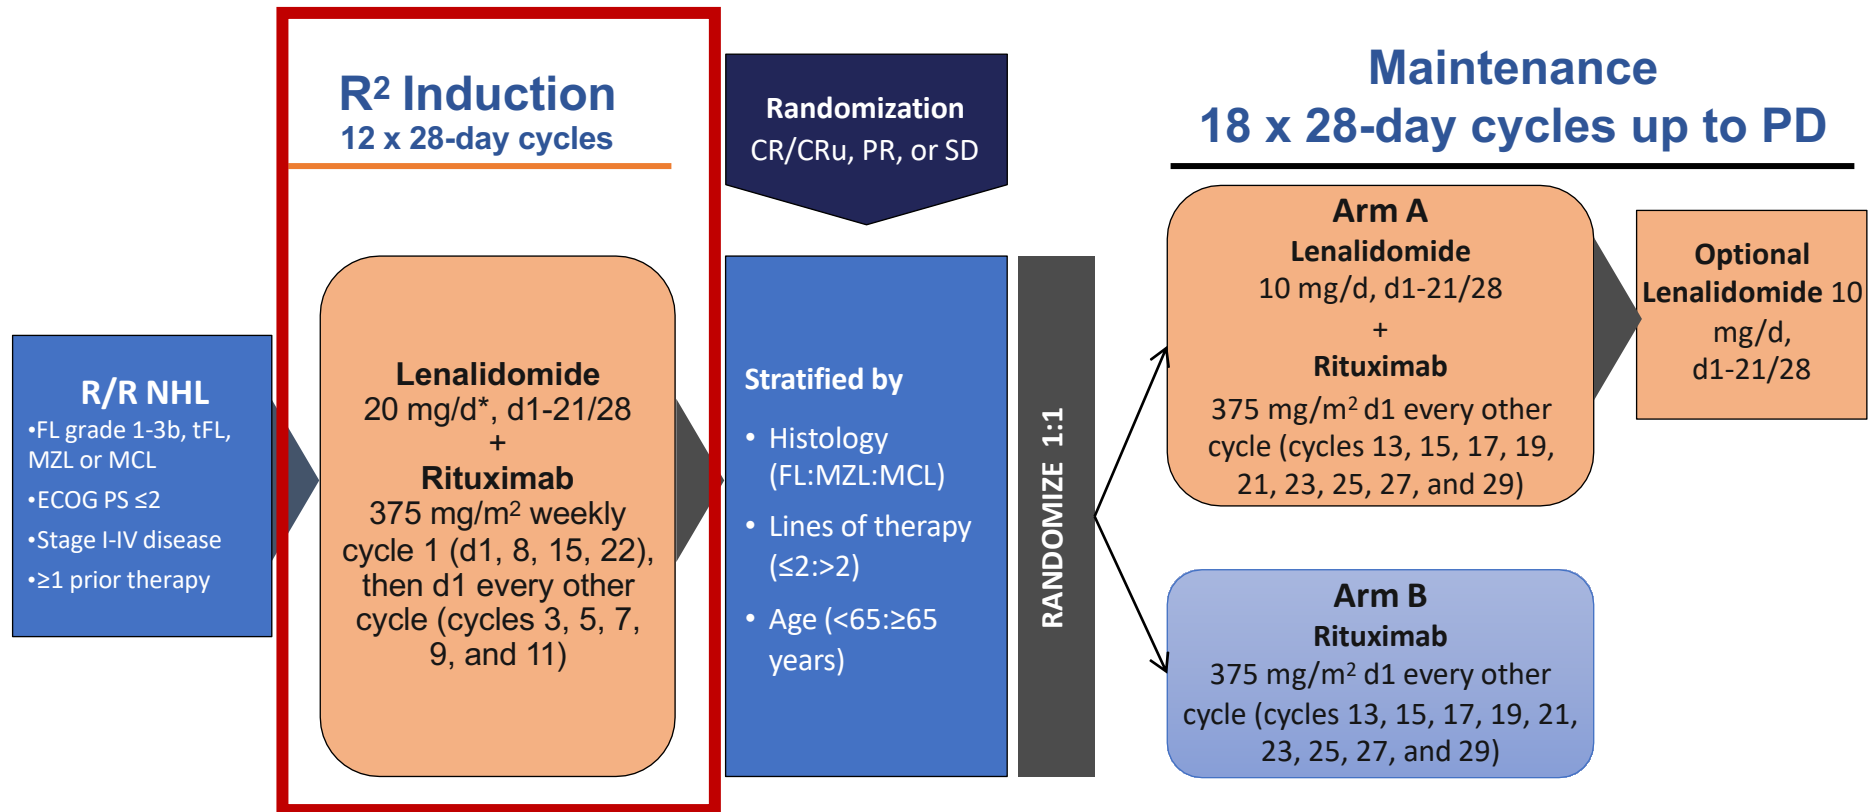 R² Induction
12 x 28-day cycles
Randomization
CR/CRu, PR, or SD
Maintenance
18 x 28-day cycles up to PD
R/R NHL
•FL grade 1-3b, tFL,
MZL or MCL
•ECOG PS ≤2
•Stage I-IV disease
•≥1 prior therapy
Lenalidomide
20 mg/d*, d1-21/28
+
Rituximab
375 mg/m² weekly
cycle 1 (d1, 8, 15, 22),
then d1 every other
cycle (cycles 3, 5, 7,
9, and 11)
Stratified by
• Histology
(FL:MZL:MCL)
• Lines of therapy
(≤2:>2)
• Age (<65:≥65
years)
RANDOMIZE 1:1
Arm A
Lenalidomide
10 mg/d, d1-21/28
+
Rituximab
375 mg/m² d1 every other
cycle (cycles 13, 15, 17, 19,
21, 23, 25, 27, and 29)
Optional
Lenalidomide 10
mg/d,
d1-21/28
Arm B
Rituximab
375 mg/m² d1 every other
cycle (cycles 13, 15, 17, 19, 21,
23, 25, 27, and 29)